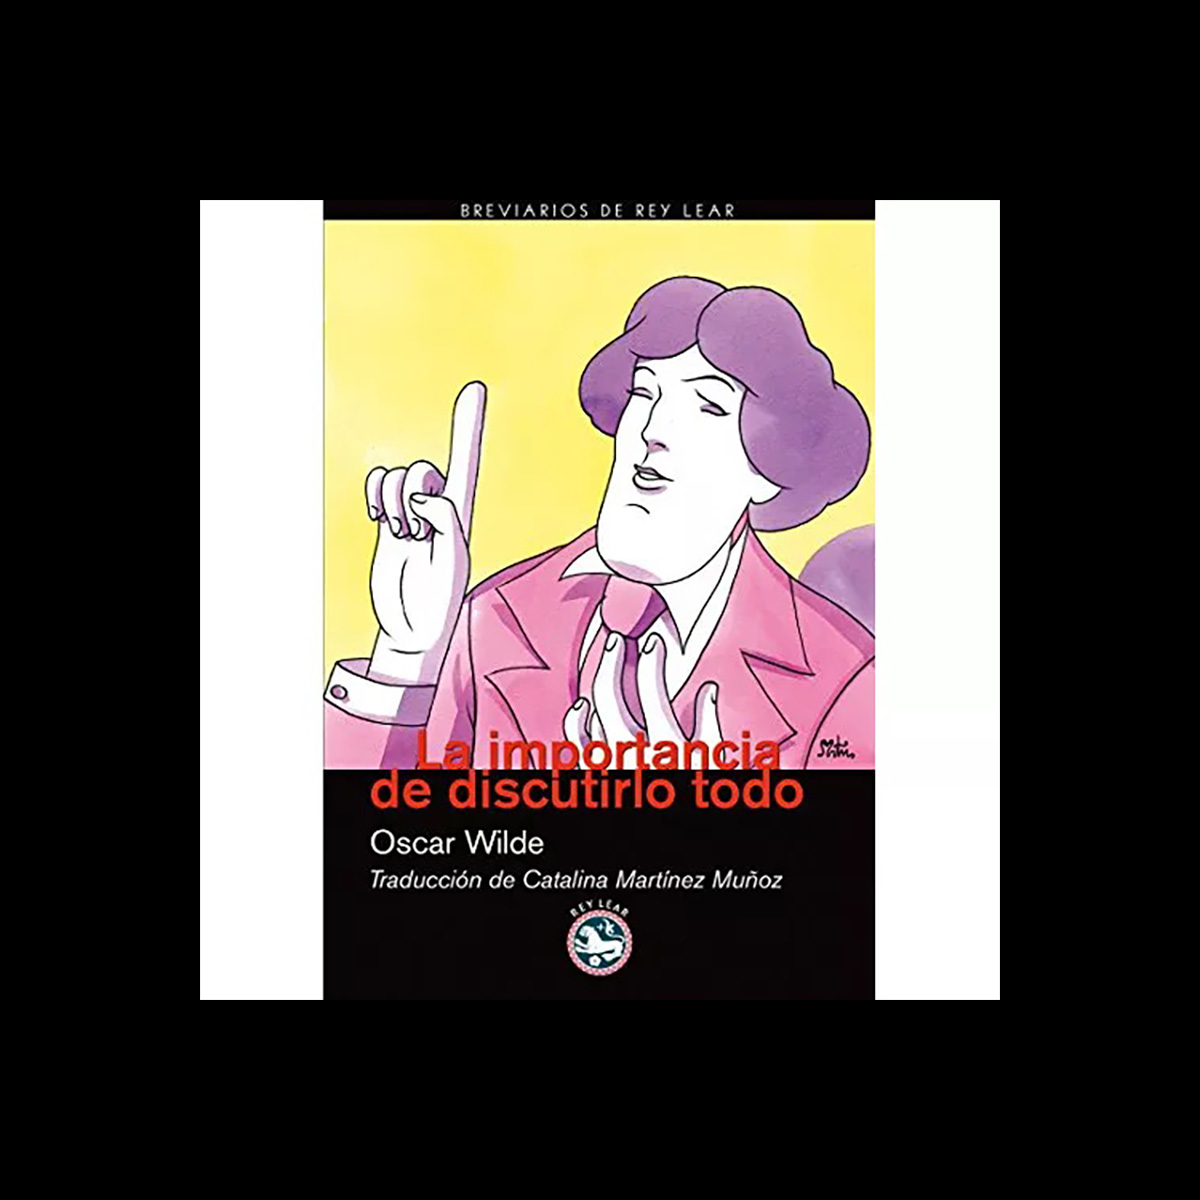 BREVIARIOS DE REY LEAR
La importancia
de discutirlo todo
Oscar Wilde
Traducción de Catalina Martínez Muñoz
REY LEAR